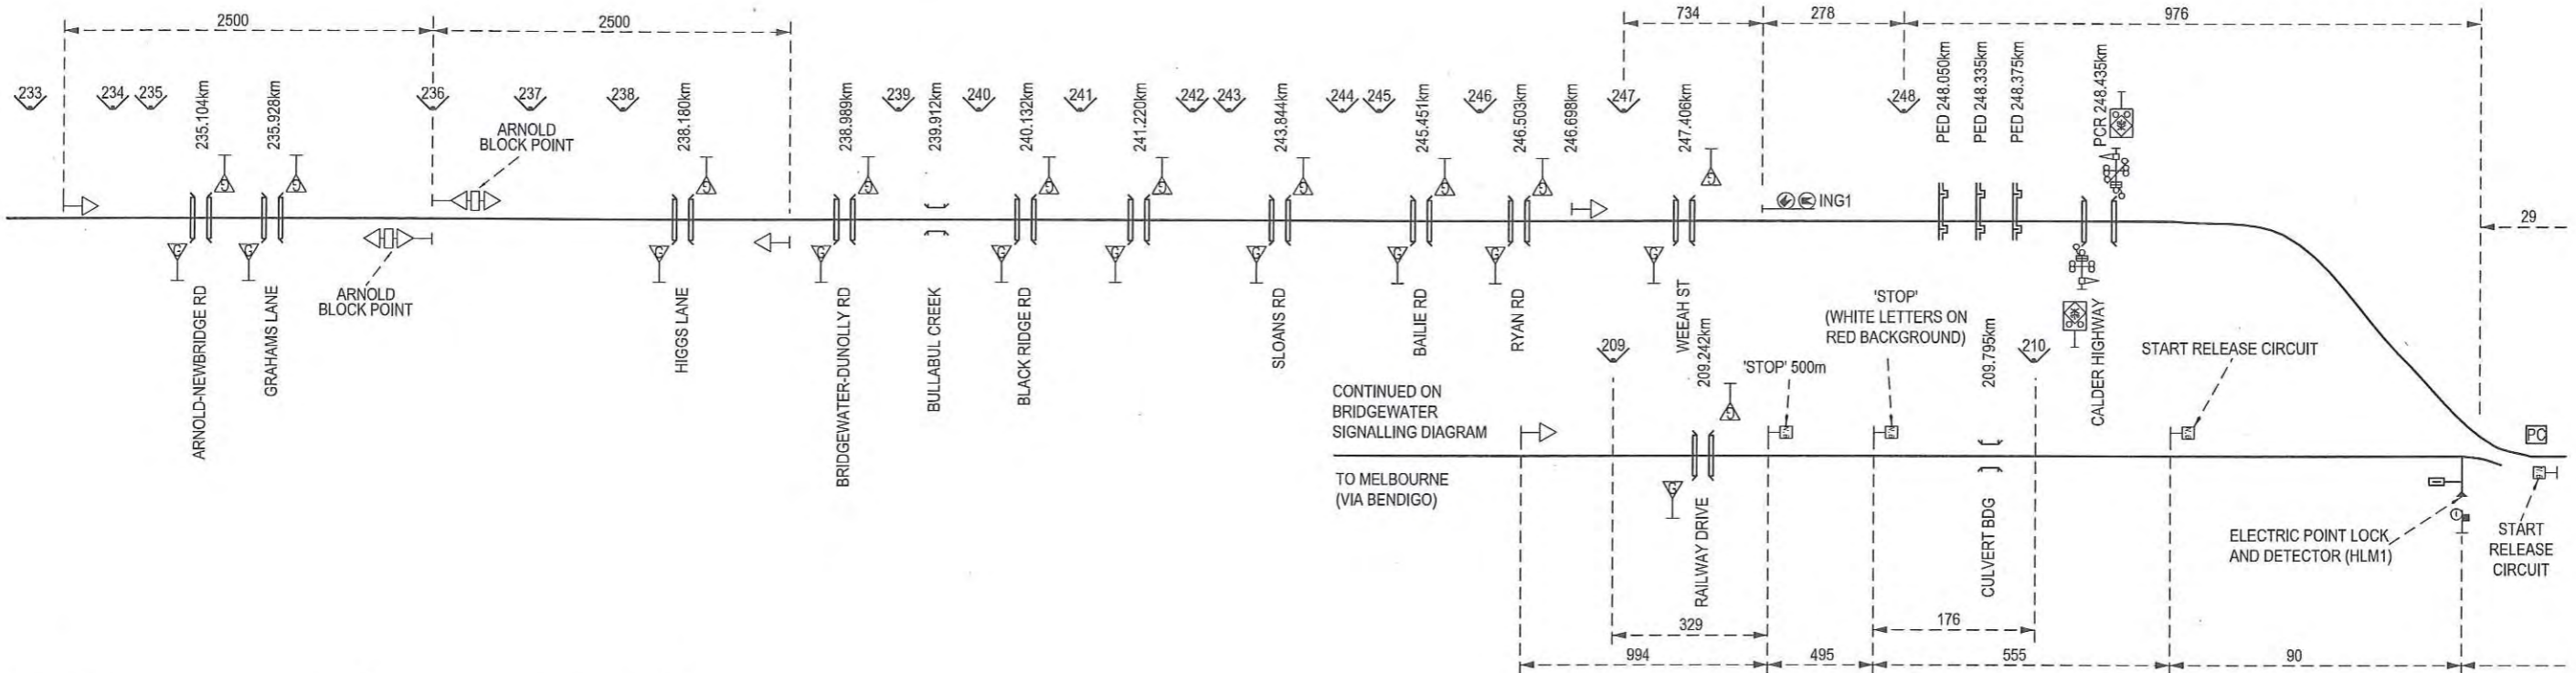 2500
2500
734
278
976
233
234
235
235.104km
235.928km
236
237
238
238.180km
238.989km
239
239.912km
240
240.132km
241
241.220km
242
243
243.844km
244
245
245.451km
246
246.503km
246.698km
247
247.406km
248
PED 248.050km
PED 248.335km
PED 248.375km
PCR 248.435km
ARNOLD
BLOCK POINT
G
G
G
G
G
G
G
G
G
G
ING1
29
G
G
G
G
G
G
G
G
G
G
ARNOLD
BLOCK POINT
ARNOLD-NEWBRIDGE RD
GRAHAMS LANE
HIGGS LANE
BRIDGEWATER-DUNOLLY RD
BULLABUL CREEK
BLACK RIDGE RD
SLOANS RD
BAILIE RD
RYAN RD
WEEAH ST
CALDER HIGHWAY
'STOP'
(WHITE LETTERS ON
RED BACKGROUND)
209
209.242km
'STOP' 500m
209.795km
210
START RELEASE CIRCUIT
CONTINUED ON
BRIDGEWATER
SIGNALLING DIAGRAM
G
PC
TO MELBOURNE
(VIA BENDIGO)
G
RAILWAY DRIVE
CULVERT BDG
ELECTRIC POINT LOCK
AND DETECTOR (HLM1)
START
RELEASE
CIRCUIT
329
176
994
495
555
90